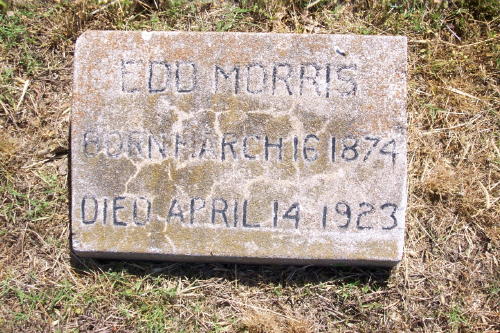 EDD MORRIS
BORN MARCH 16 1874
DIED APRIL 14 1923